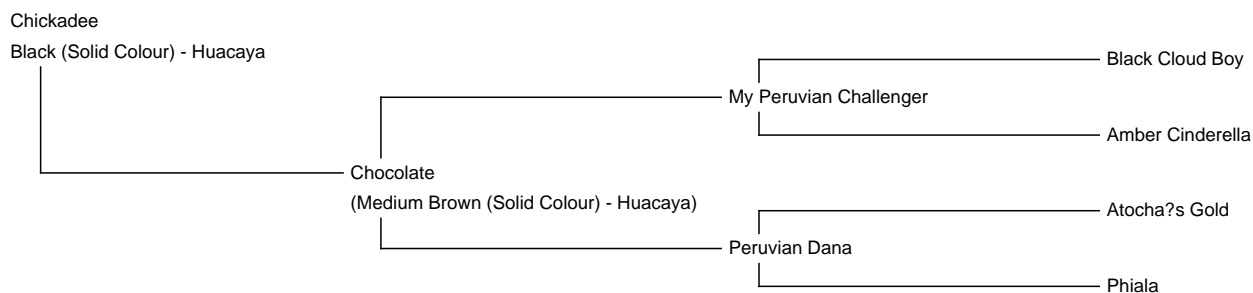 Chickadee
Black (Solid Colour) - Huacaya
Black Cloud Boy
My Peruvian Challenger
Amber Cinderella
Chocolate
(Medium Brown (Solid Colour) - Huacaya)
Atocha?s Gold
Peruvian Dana
Phiala